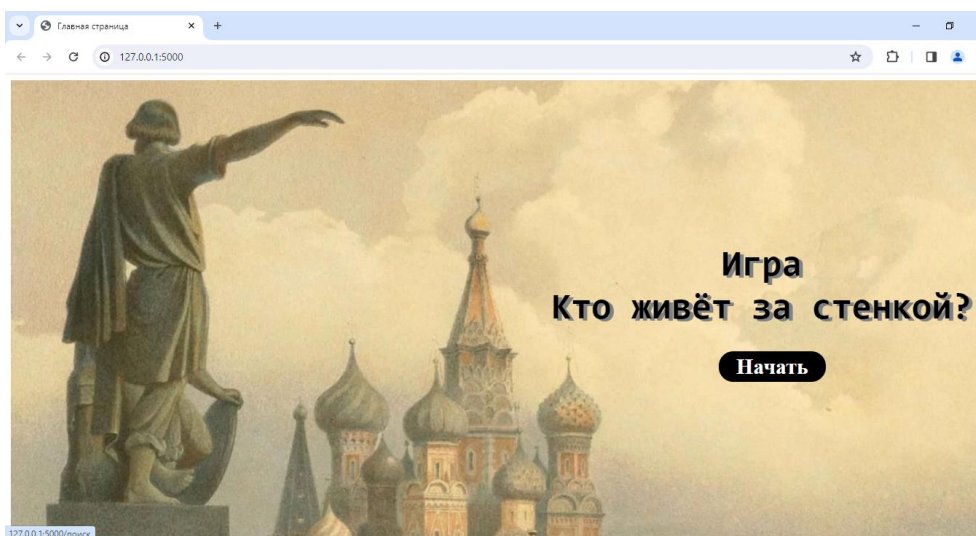 Главная страница
127.0.0.1:5000
Игра
Кто живёт за стенкой?
Начать
127.0.0.1:5000/поиск